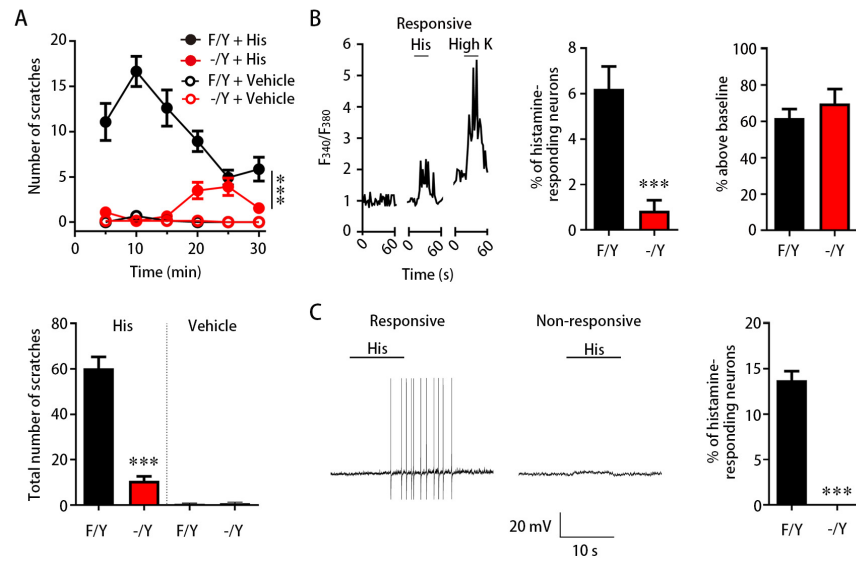 A
Number of scratches
20
15
10
5
0
0
10
20
30
Time (min)
F/Y + His
-/Y + His
F/Y + Vehicle
-/Y + Vehicle
***
B
Responsive
His
High K
F340/F380
6
5
4
3
2
1
0
0
60
0
60
0
60
Time (s)
% of histamine-
responding neurons
8
6
4
2
0
***
F/Y
-/Y
% above baseline
100
80
60
40
20
0
F/Y
-/Y
Total number of scratches
80
60
40
20
0
His
Vehicle
***
F/Y
-/Y
F/Y
-/Y
C
Responsive
His
Non-responsive
His
20 mV
10 s
% of histamine-
responding neurons
20
15
10
5
0
***
F/Y
-/Y